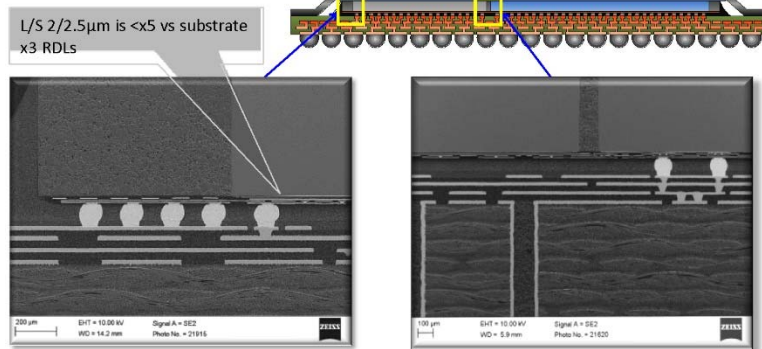 L/S 2/2.5μm is <x5 vs substrate
x3 RDLs
200 μm
EHT = 10.00 kV
Signal A = SE2
WD = 14.2 mm
Photo No. = 21915
ZEISS
100 μm
EHT = 10.00 kV
Signal A = SE2
WD = 5.9 mm
Photo No. = 21620
ZEISS